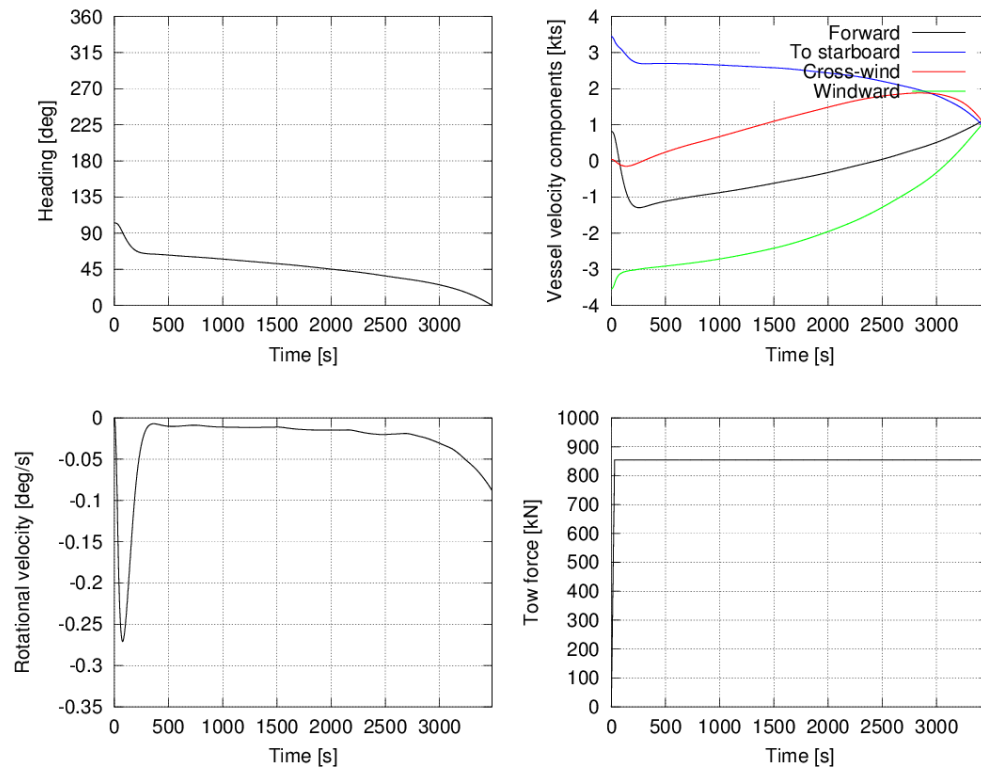 360
315
270
225
180
135
90
45
0
Heading [deg]
0 500 1000 1500 2000 2500 3000
Time [s]
4
3
2
1
0
-1
-2
-3
-4
Vessel velocity components [kts]
Forward
To starboard
Cross-wind
Windward
0 500 1000 1500 2000 2500 3000
Time [s]
0
-0.05
-0.1
-0.15
-0.2
-0.25
-0.3
-0.35
Rotational velocity [deg/s]
0 500 1000 1500 2000 2500 3000
Time [s]
1000
900
800
700
600
500
400
300
200
100
0
Tow force [kN]
0 500 1000 1500 2000 2500 3000
Time [s]